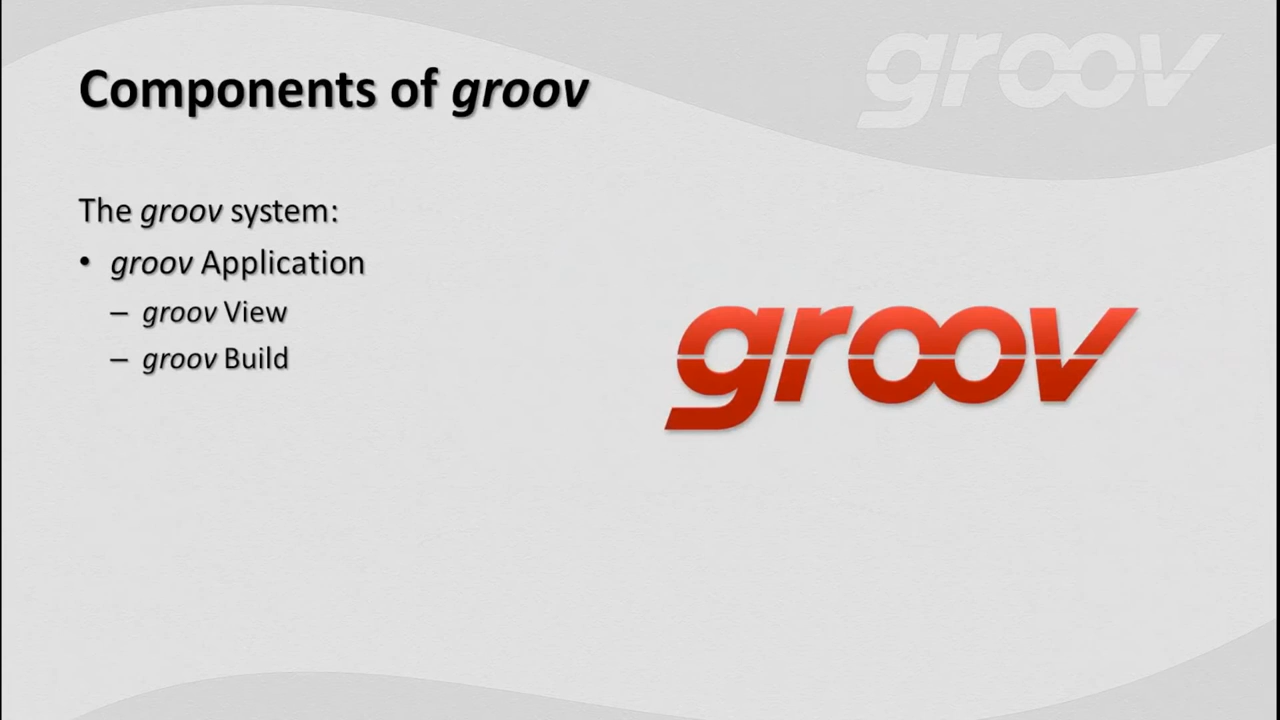 groov
Components of groov
The groov system:
• groov Application
– groov View
– groov Build
groov